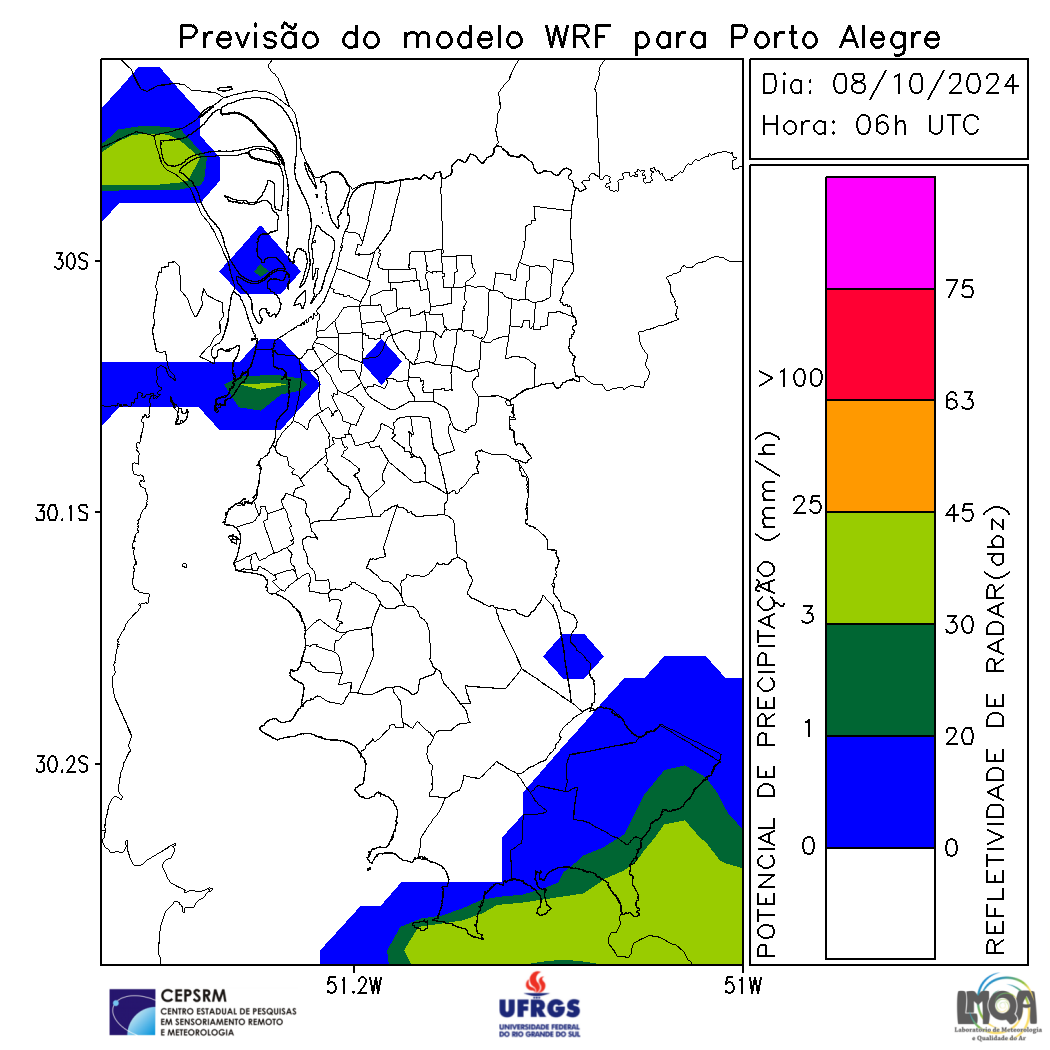 Previsão do modelo WRF para Porto Alegre
Dia: 08/10/2024
Hora: 06h UTC
30S
30.1S
30.2S
51.2W
51W
POTENCIAL DE PRECIPITAÇÃO (mm/h)
>100
25
3
1
0
75
63
45
30
20
0
REFLETIVIDADE DE RADAR(dbz)
CEPSRM
CENTRO ESTADUAL DE PESQUISAS
EM SENSORIAMENTO REMOTO
E METEOROLOGIA
UFRGS
UNIVERSIDADE FEDERAL
DO RIO GRANDE DO SUL
LMQA
Laboratório de Meteorologia
e Qualidade do Ar